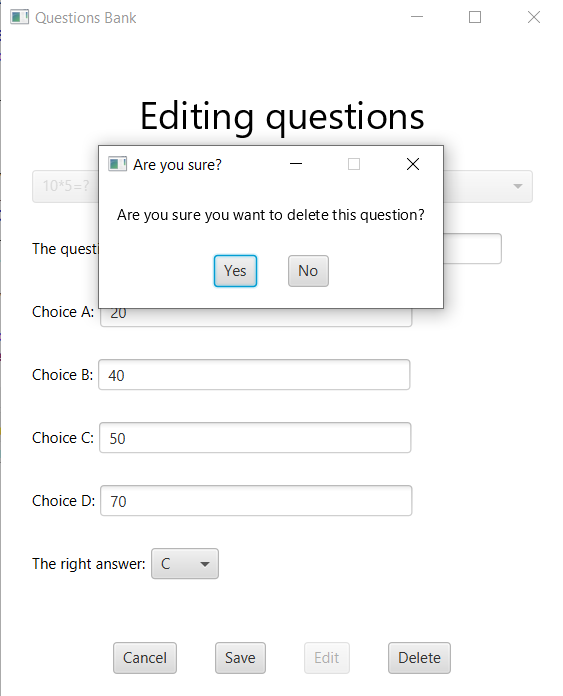 Questions Bank
Editing questions
Are you sure?
10*5=?
Are you sure you want to delete this question?
The questi
Yes No
Choice A: 20
Choice B: 40
Choice C: 50
Choice D: 70
The right answer: C
Cancel Save Edit Delete